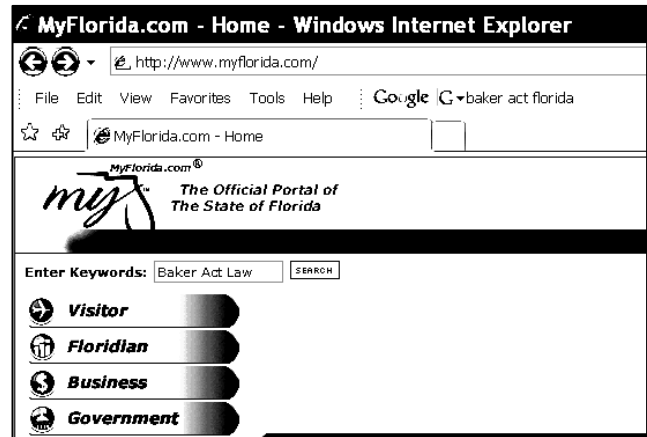 MyFlorida.com - Home - Windows Internet Explorer
http://www.myflorida.com/
File Edit View Favorites Tools Help Google G baker act florida
MyFlorida.com - Home
MyFlorida.com®
my The Official Portal of
The State of Florida
Enter Keywords: Baker Act Law SEARCH
Visitor
Floridian
Business
Government